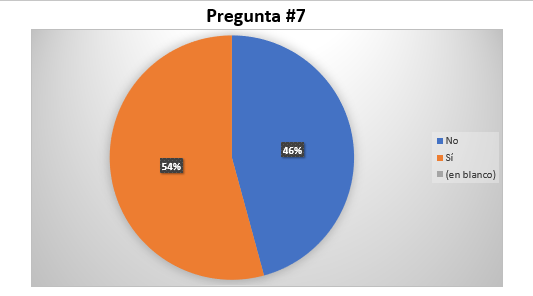 Pregunta #7
46%
54%
No
Sí
(en blanco)